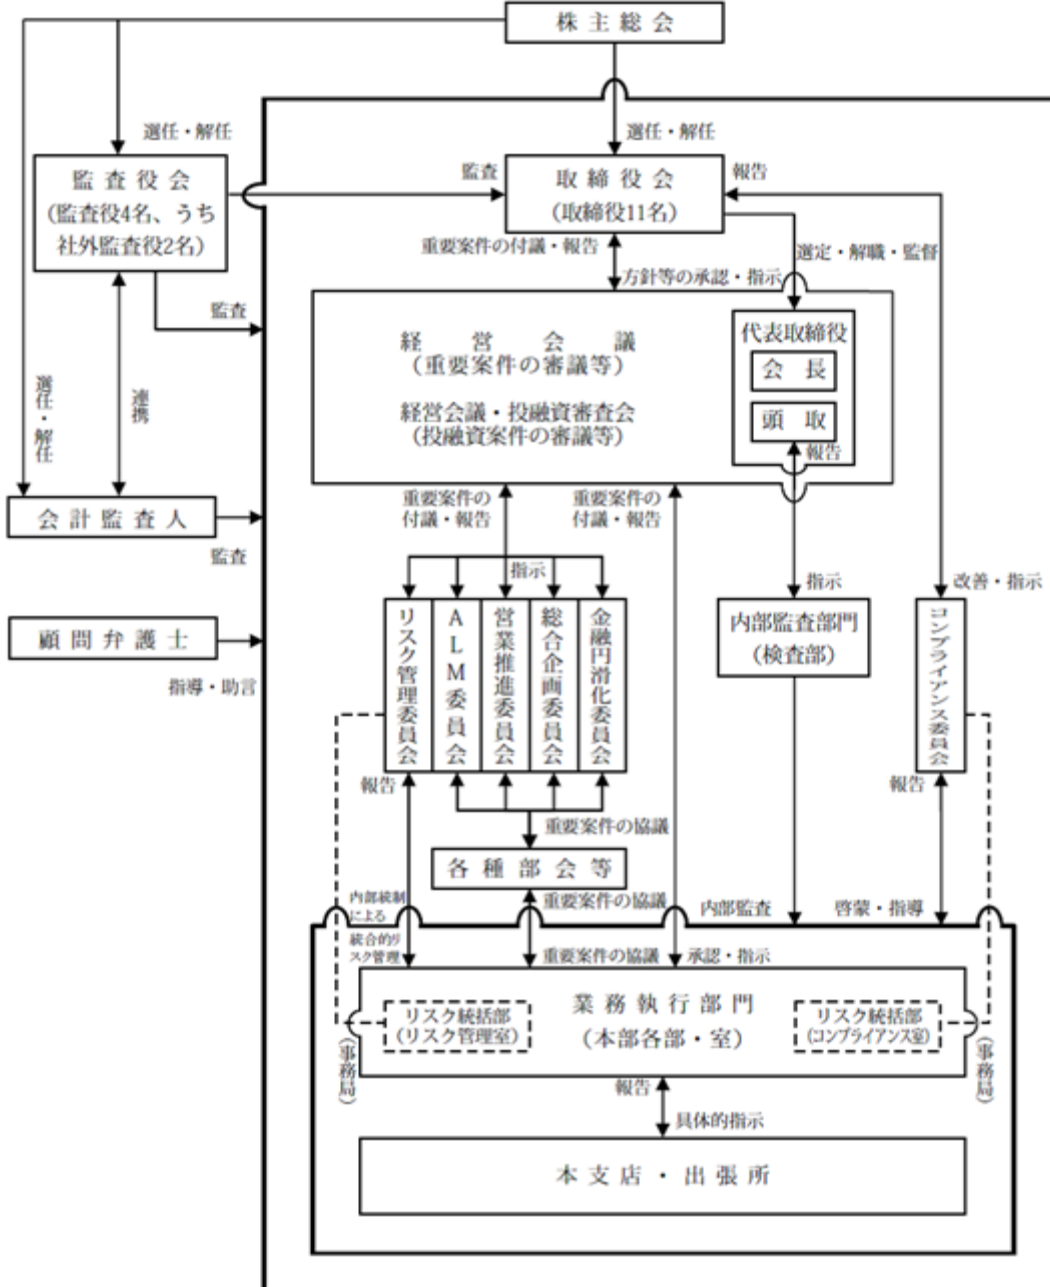 株主総会
選任・解任
選任・解任
監査役会
(監査役4名、うち
社外監査役2名)
監査
取締役会
(取締役11名)
報告
重要案件の付議・報告
選定・解職・監督
方針等の承認・指示
監査
経営会議
(重要案件の審議等)
経営会議・投融資審査会
(投融資案件の審議等)
代表取締役
会長
頭取
報告
選任・解任
連携
会計監査人
監査
重要案件の
付議・報告
重要案件の
付議・報告
指示
指示
改善・指示
顧問弁護士
指導・助言
リスク管理委員会
ALM委員会
営業推進委員会
総合企画委員会
金融円滑化委員会
内部監査部門
(検査部)
コンプライアンス委員会
報告
報告
重要案件の協議
各種部会等
内部統制
による
統合的リ
スク管理
重要案件の協議
内部監査
啓蒙・指導
重要案件の協議
承認・指示
業務執行部門
(本部各部・室)
リスク統括部
(リスク管理室)
リスク統括部
(コンプライアンス室)
(事務局)
(事務局)
報告
具体的指示
本支店・出張所